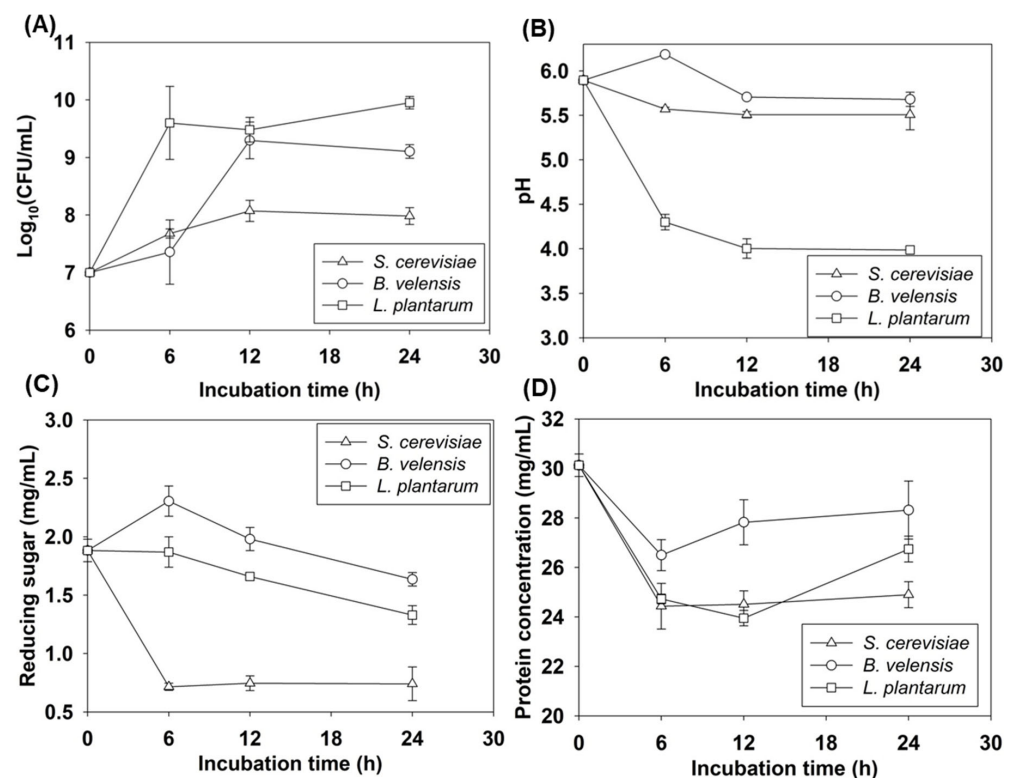 (A)
11
10
9
8
7
6
Log10(CFU/mL)
S. cerevisiae
B. velensis
L. plantarum
0 6 12 18 24 30
Incubation time (h)
(B)
6.0
5.5
5.0
4.5
4.0
3.5
3.0
pH
S. cerevisiae
B. velensis
L. plantarum
0 6 12 18 24 30
Incubation time (h)
(C)
3.0
2.5
2.0
1.5
1.0
0.5
Reducing sugar (mg/mL)
S. cerevisiae
B. velensis
L. plantarum
0 6 12 18 24 30
Incubation time (h)
(D)
32
30
28
26
24
22
20
Protein concentration (mg/mL)
S. cerevisiae
B. velensis
L. plantarum
0 6 12 18 24 30
Incubation time (h)